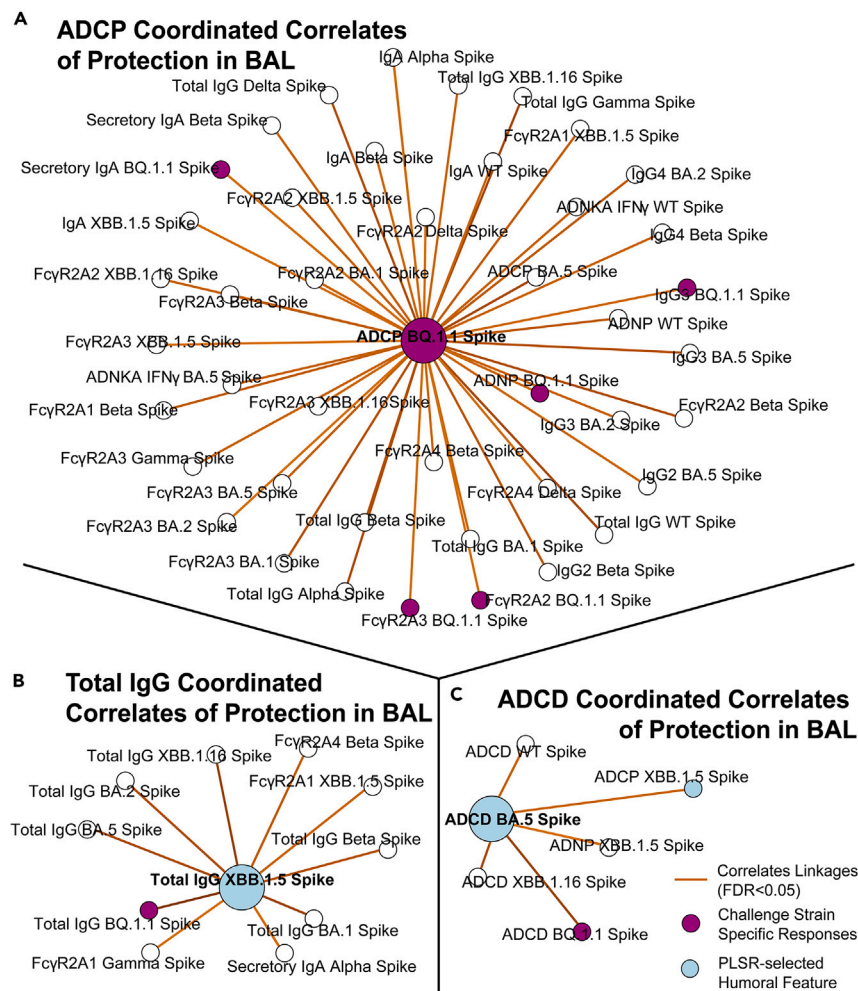 A
ADCP Coordinated Correlates
of Protection in BAL
IgA Alpha Spike
Total IgG XBB.1.16 Spike
Total IgG Delta Spike
Total IgG Gamma Spike
Secretory IgA Beta Spike
FcγR2A1 XBB.1.5 Spike
IgA Beta Spike
Secretory IgA BQ.1.1 Spike
IgA WT Spike
IgG4 BA.2 Spike
FcγR2A2 XBB.1.5 Spike
ADNKA IFNγ WT Spike
IgA XBB.1.5 Spike
FcγR2A2 Delta Spike
IgG4 Beta Spike
FcγR2A2 XBB.1.16 Spike
FcγR2A2 BA.1 Spike
ADCP BA.5 Spike
FcγR2A3 Beta Spike
IgG3 BQ.1.1 Spike
ADNP WT Spike
FcγR2A3 XBB.1.5 Spike
ADCP BQ.1.1 Spike
IgG3 BA.5 Spike
ADNKA IFNγ BA.5 Spike
ADNP BQ.1.1 Spike
FcγR2A1 Beta Spike
FcγR2A3 XBB.1.16Spike
FcγR2A2 Beta Spike
IgG3 BA.2 Spike
FcγR2A3 Gamma Spike
FcγR2A4 Beta Spike
IgG2 BA.5 Spike
FcγR2A3 BA.5 Spike
FcγR2A4 Delta Spike
FcγR2A3 BA.2 Spike
Total IgG Beta Spike
Total IgG WT Spike
Total IgG BA.1 Spike
FcγR2A3 BA.1 Spike
IgG2 Beta Spike
Total IgG Alpha Spike
FcγR2A2 BQ.1.1 Spike
FcγR2A3 BQ.1.1 Spike
B
Total IgG Coordinated
Correlates of Protection in BAL
FcγR2A4 Beta Spike
Total IgG XBB.1.16 Spike
FcγR2A1 XBB.1.5 Spike
Total IgG BA.2 Spike
Total IgG BA.5 Spike
Total IgG Beta Spike
Total IgG XBB.1.5 Spike
Total IgG BQ.1.1 Spike
Total IgG BA.1 Spike
FcγR2A1 Gamma Spike
Secretory IgA Alpha Spike
C
ADCD Coordinated Correlates
of Protection in BAL
ADCD WT Spike
ADCP XBB.1.5 Spike
ADCD BA.5 Spike
ADNP XBB.1.5 Spike
ADCD XBB.1.16 Spike
ADCD BQ.1.1 Spike
Correlates Linkages
(FDR<0.05)
Challenge Strain
Specific Responses
PLSR-selected
Humoral Feature